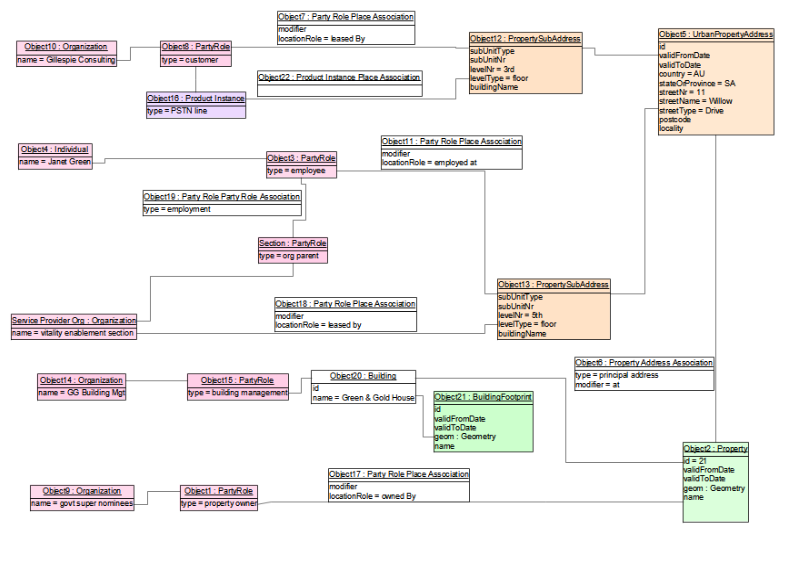 Object7 : Party Role Place Association
modifier
locationRole = leased By
Object10 : Organization
name = Gillespie Consulting
Object8 : PartyRole
type = customer
Object12 : PropertySubAddress
subUnitType
subUnitNr
levelNr = 3rd
levelType = floor
buildingName
Object5 : UrbanPropertyAddress
id
validFromDate
validToDate
country = AU
stateOrProvince = SA
streetNr = 11
streetName = Willow
streetType = Drive
postcode
locality
Object22 : Product Instance Place Association
Object16 : Product Instance
type = PSTN line
Object4 : Individual
name = Janet Green
Object3 : PartyRole
type = employee
Object11 : Party Role Place Association
modifier
locationRole = employed at
Object19 : Party Role Party Role Association
type = employment
Section : PartyRole
type = org parent
Object13 : PropertySubAddress
subUnitType
subUnitNr
levelNr = 5th
levelType = floor
buildingName
Object18 : Party Role Place Association
modifier
locationRole = leased by
Service Provider Org : Organization
name = vitality enablement section
Object6 : Property Address Association
type = principal address
modifier = at
Object14 : Organization
name = GG Building Mgt
Object15 : PartyRole
type = building management
Object20 : Building
id
name = Green & Gold House
Object21 : BuildingFootprint
id
validFromDate
validToDate
geom : Geometry
name
Object2 : Property
id = 21
validFromDate
validToDate
geom : Geometry
name
Object17 : Party Role Place Association
modifier
locationRole = owned By
Object9 : Organization
name = govt super nominees
Object1 : PartyRole
type = property owner